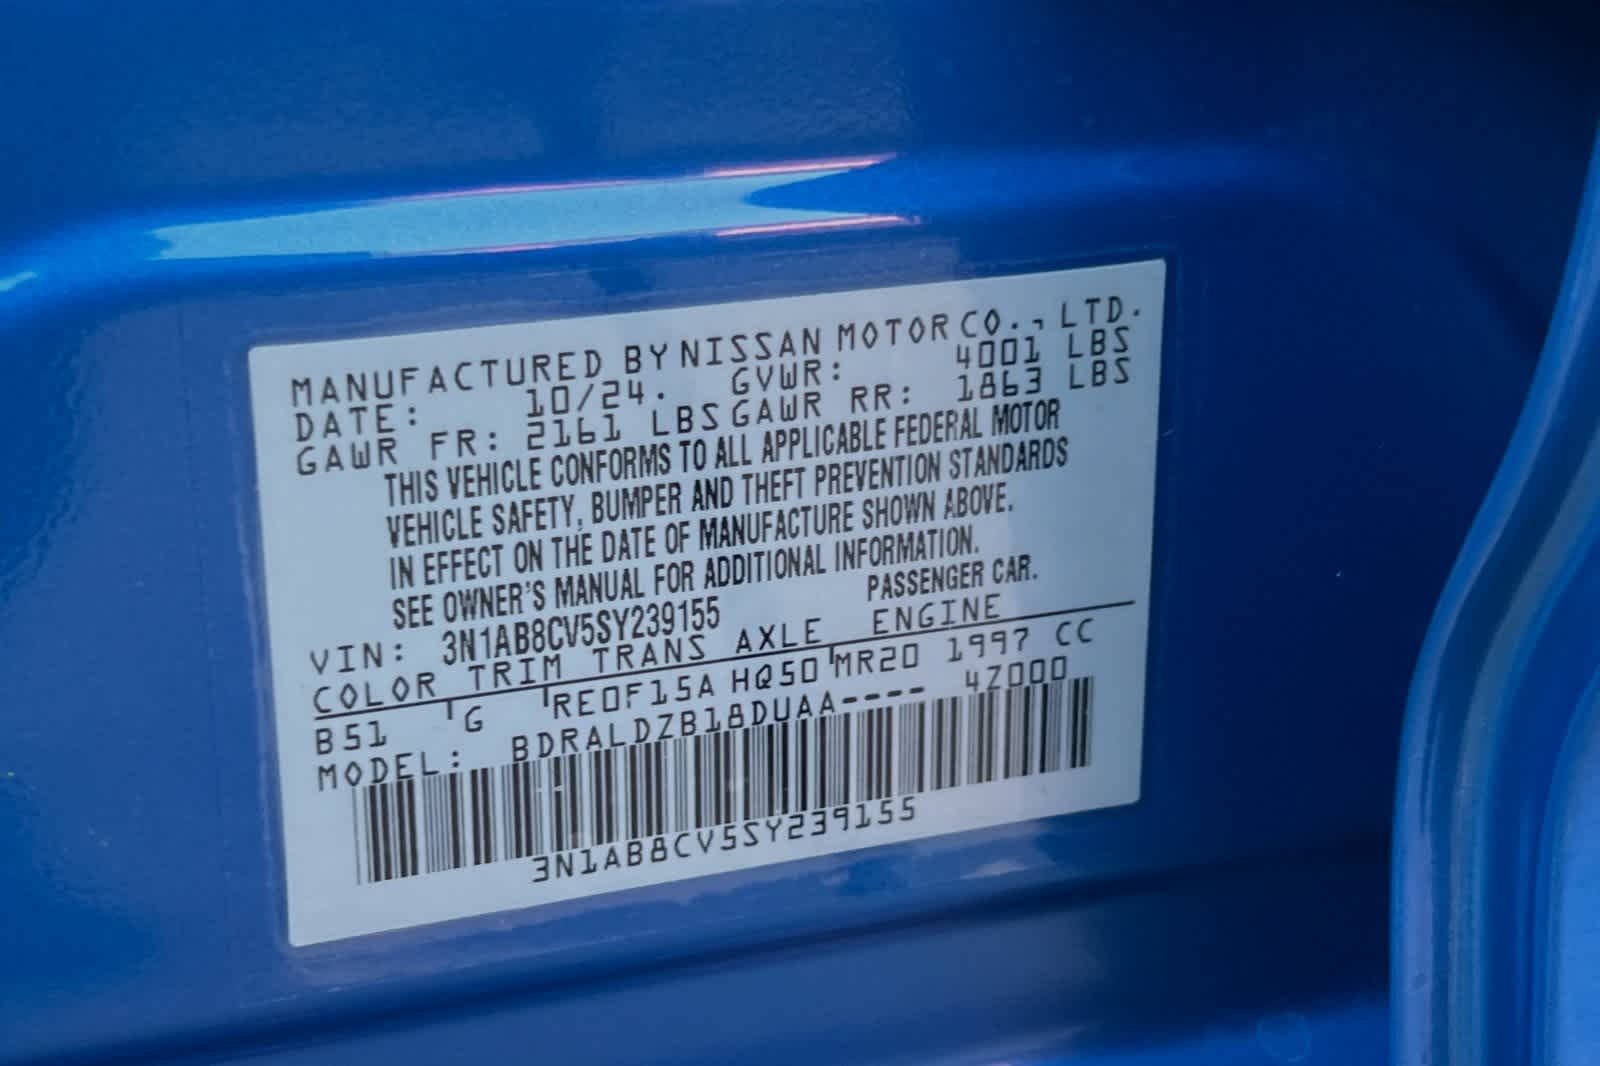 MANUFACTURED BY NISSAN MOTOR CO., LTD.
DATE: 10/24. GVWR: 4001 LBS
GAWR FR: 2161 LBS GAWR RR: 1863 LBS
THIS VEHICLE CONFORMS TO ALL APPLICABLE FEDERAL MOTOR
VEHICLE SAFETY, BUMPER AND THEFT PREVENTION STANDARDS
IN EFFECT ON THE DATE OF MANUFACTURE SHOWN ABOVE.
SEE OWNER'S MANUAL FOR ADDITIONAL INFORMATION.
VIN: 3N1AB8CV5SY239155 PASSENGER CAR.
COLOR TRIM TRANS AXLE ENGINE
B51 G RE0F15A HQ50 MR20 1997 CC
MODEL: BDRALDZB18DUAA---- 4Z000
3N1AB8CV5SY239155